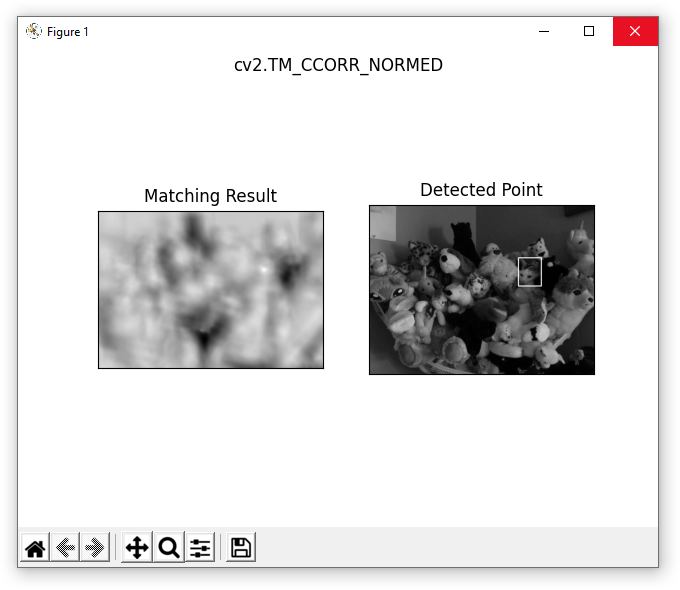 Figure 1
cv2.TM_CCORR_NORMED
Matching Result
Detected Point